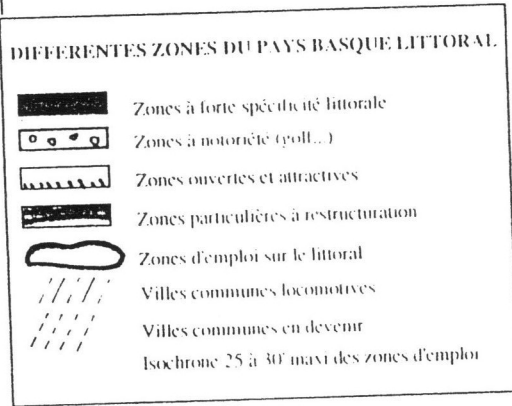 DIFFERENTES ZONES DU PAYS BASQUE LITTORAL
Zones à forte spécificité littorale
Zones à notoriété (golf...)
Zones ouvertes et attractives
Zones particulières à restructuration
Zones d'emploi sur le littoral
Villes communes locomotives
Villes communes en devenir
Isochrone 25 à 30' maxi des zones d'emploi